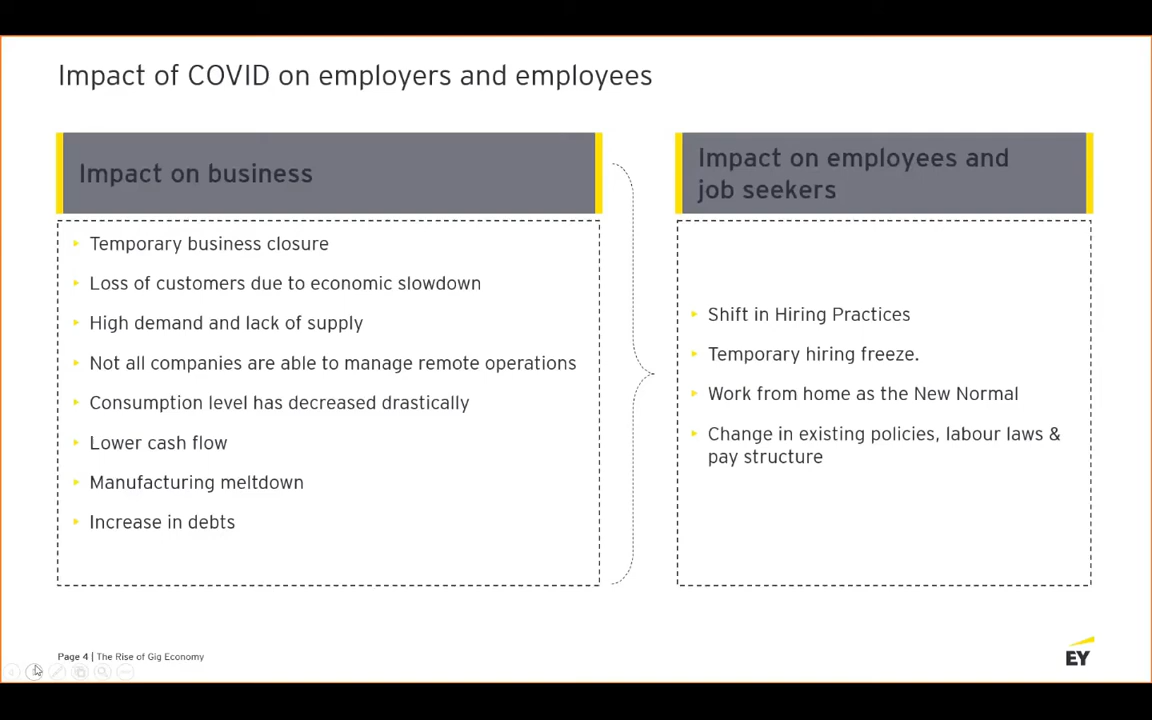 Impact of COVID on employers and employees
Impact on business
Temporary business closure
Loss of customers due to economic slowdown
High demand and lack of supply
Not all companies are able to manage remote operations
Consumption level has decreased drastically
Lower cash flow
Manufacturing meltdown
Increase in debts
Impact on employees and
job seekers
Shift in Hiring Practices
Temporary hiring freeze.
Work from home as the New Normal
Change in existing policies, labour laws &
pay structure
Page 4 | The Rise of Gig Economy
EY